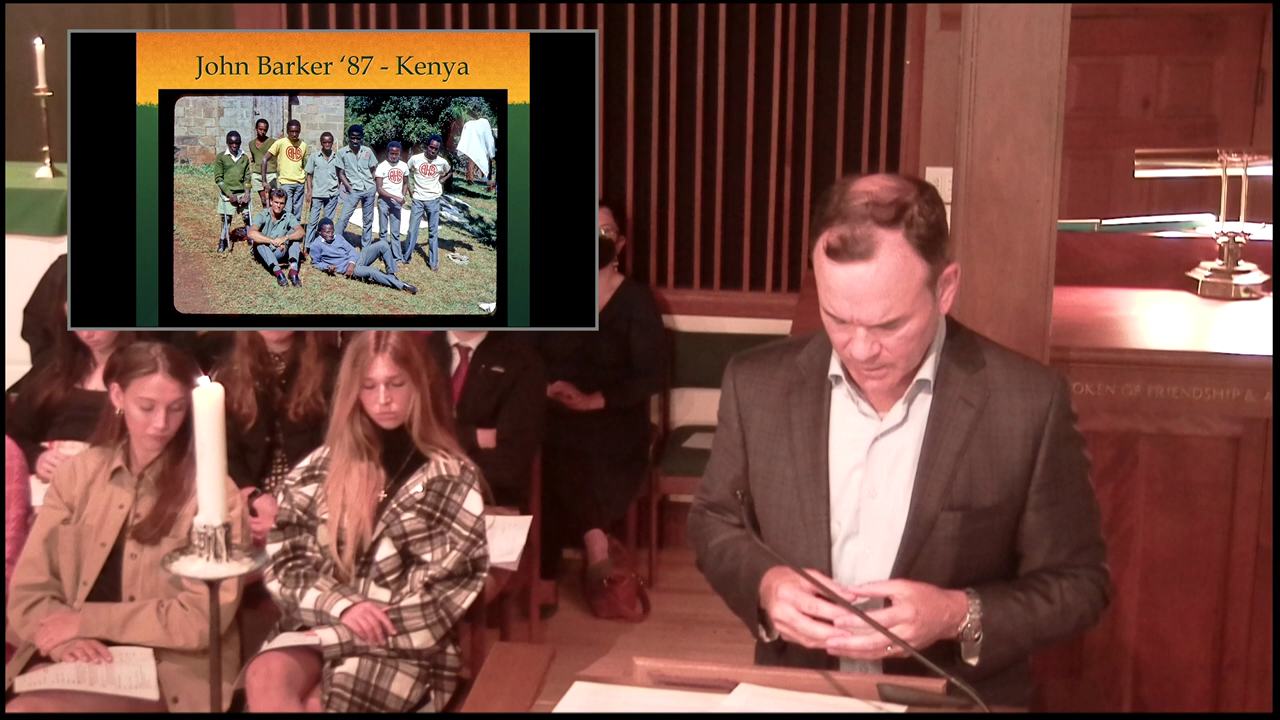 John Barker ‘87 - Kenya
OKEN OF FRIENDSHIP &